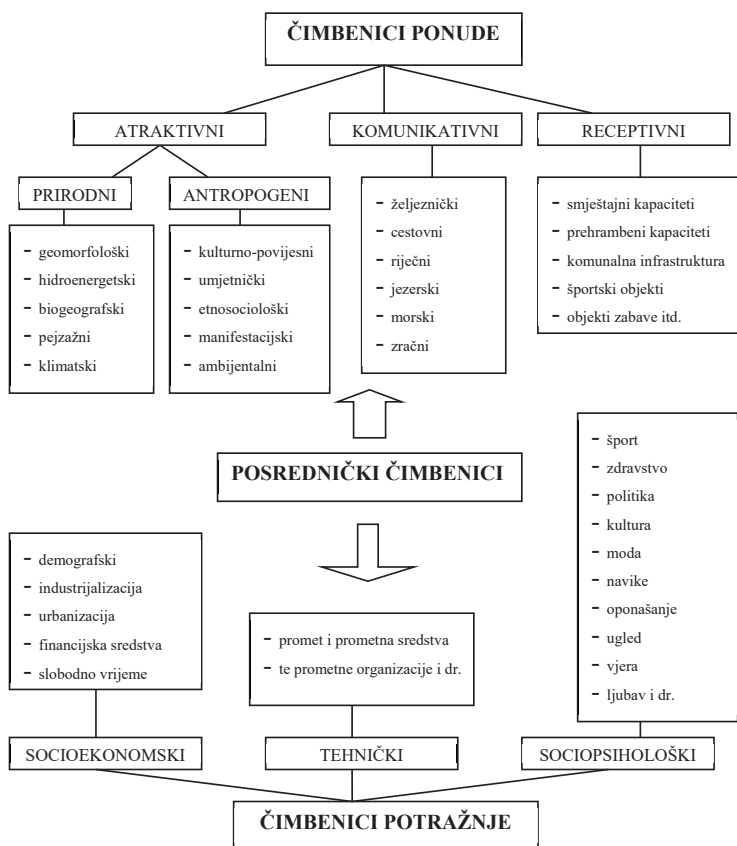 ČIMBENICI PONUDE
ATRAKTIVNI
KOMUNIKATIVNI
RECEPTIVNI
PRIRODNI
ANTROPOGENI
- geomorfološki
- hidroenergetski
- biogeografski
- pejzažni
- klimatski
- kulturno-povijesni
- umjetnički
- etnosociološki
- manifestacijski
- ambijentalni
- željeznički
- cestovni
- riječni
- jezerski
- morski
- zračni
- smještajni kapaciteti
- prehrambeni kapaciteti
- komunalna infrastruktura
- športski objekti
- objekti zabave itd.
POSREDNIČKI ČIMBENICI
- demografski
- industrijalizacija
- urbanizacija
- financijska sredstva
- slobodno vrijeme
- promet i prometna sredstva
- te prometne organizacije i dr.
- šport
- zdravstvo
- politika
- kultura
- moda
- navike
- oponašanje
- ugled
- vjera
- ljubav i dr.
SOCIOEKONOMSKI
TEHNIČKI
SOCIOPSIHOLOŠKI
ČIMBENICI POTRAŽNJE